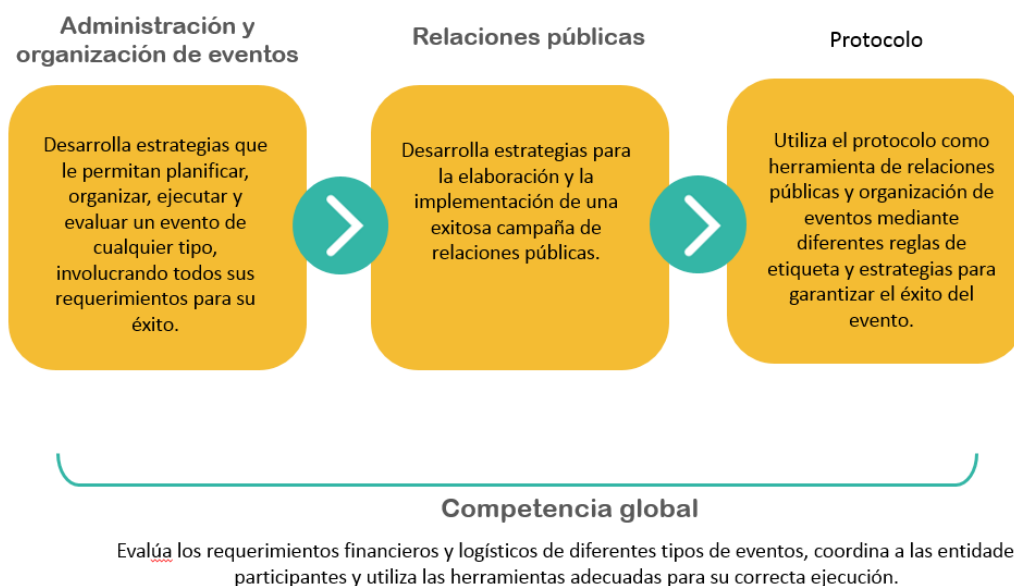 Administración y
organización de eventos
Desarrolla estrategias que
le permitan planificar,
organizar, ejecutar y
evaluar un evento de
cualquier tipo,
involucrando todos sus
requerimientos para su
éxito.
Relaciones públicas
Desarrolla estrategias para
la elaboración y la
implementación de una
exitosa campaña de
relaciones públicas.
Protocolo
Utiliza el protocolo como
herramienta de relaciones
públicas y organización de
eventos mediante
diferentes reglas de
etiqueta y estrategias para
garantizar el éxito del
evento.
Competencia global
Evalúa los requerimientos financieros y logísticos de diferentes tipos de eventos, coordina a las entidade
participantes y utiliza las herramientas adecuadas para su correcta ejecución.